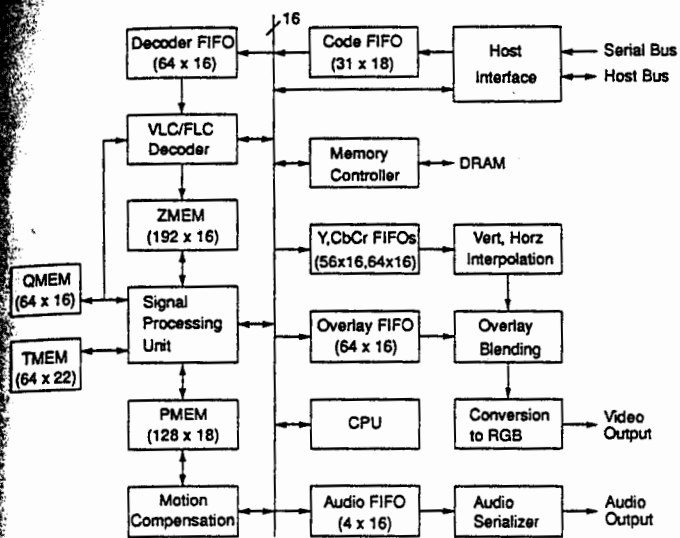 16
Decoder FIFO
(64 x 16)
Code FIFO
(31 x 18)
Host
Interface
Serial Bus
Host Bus
VLC/FLC
Decoder
Memory
Controller
DRAM
ZMEM
(192 x 16)
Y,CbCr FIFOs
(56x16,64x16)
Vert, Horz
Interpolation
QMEM
(64 x 16)
Signal
Processing
Unit
Overlay FIFO
(64 x 16)
Overlay
Blending
TMEM
(64 x 22)
PMEM
(128 x 18)
CPU
Conversion
to RGB
Video
Output
Motion
Compensation
Audio FIFO
(4 x 16)
Audio
Serializer
Audio
Output